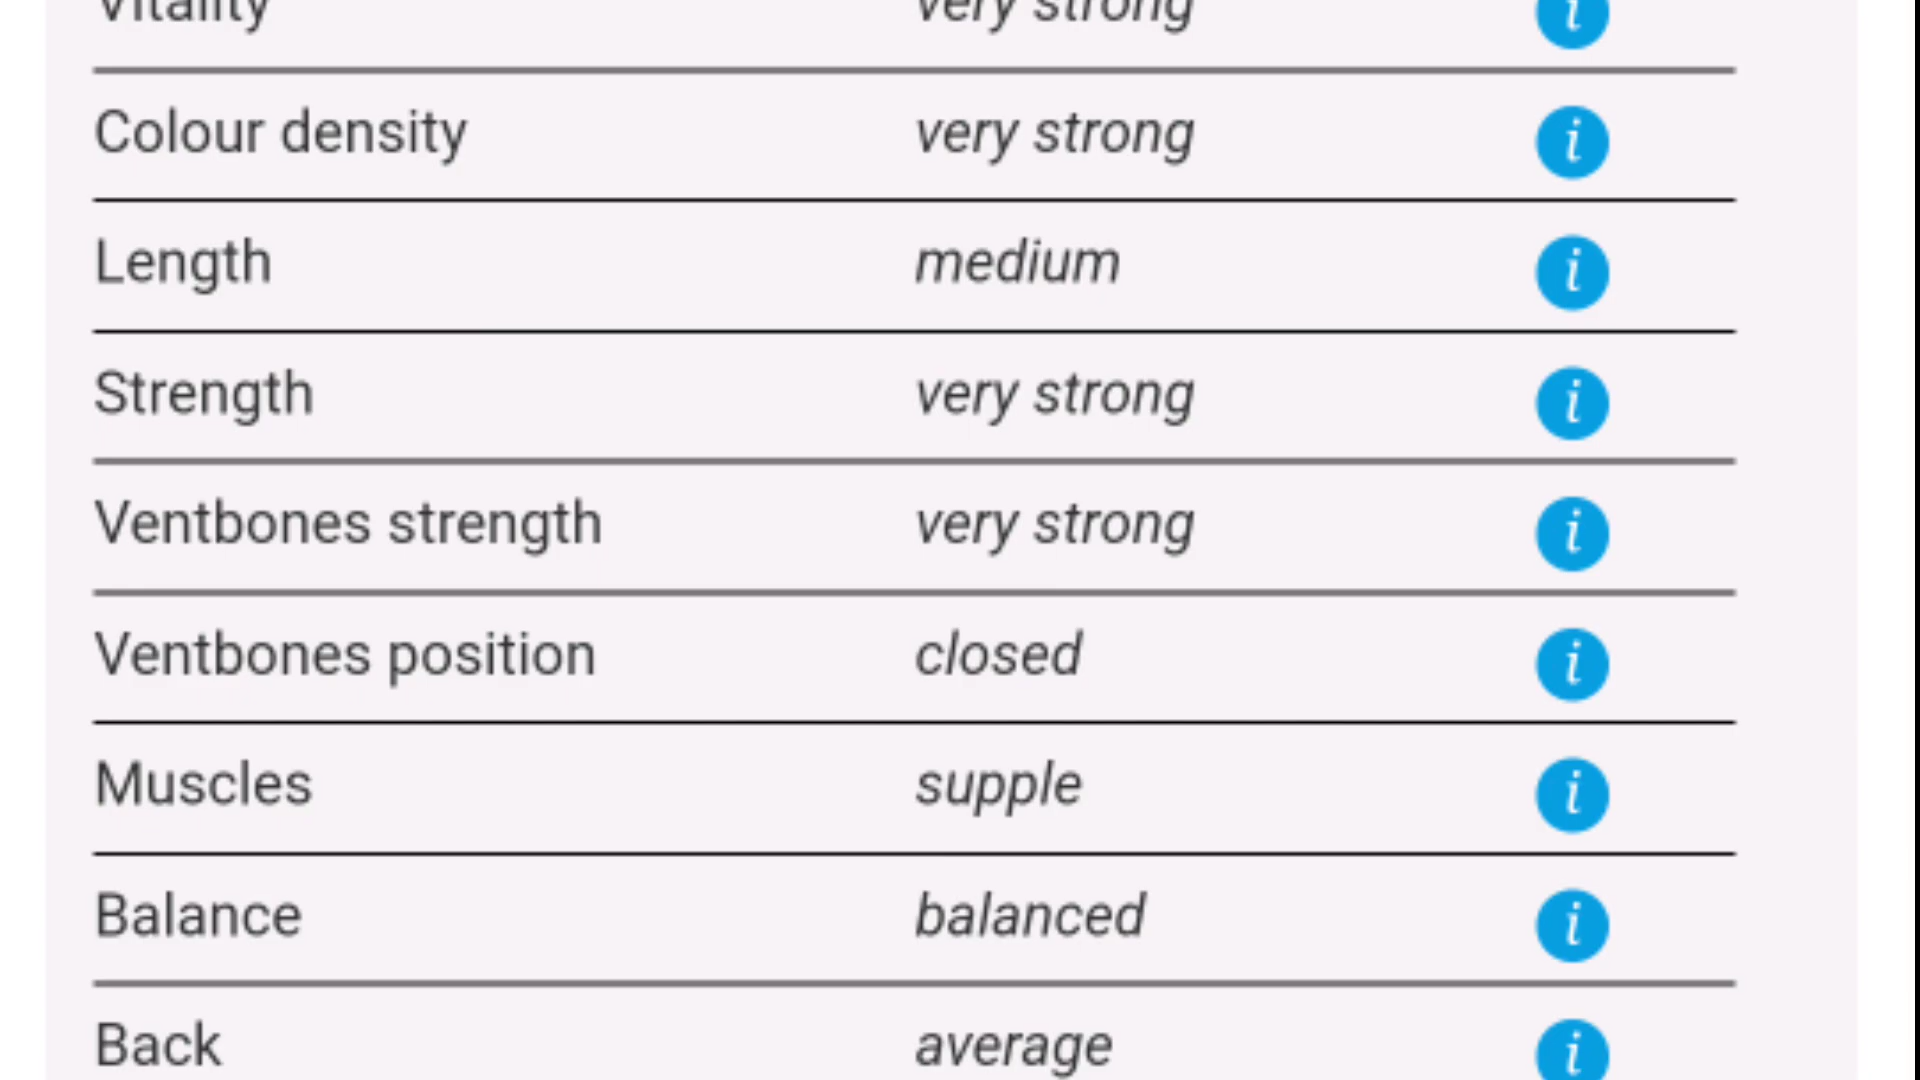 Vitality very strong i
Colour density very strong i
Length medium i
Strength very strong i
Ventbones strength very strong i
Ventbones position closed i
Muscles supple i
Balance balanced i
Back average i